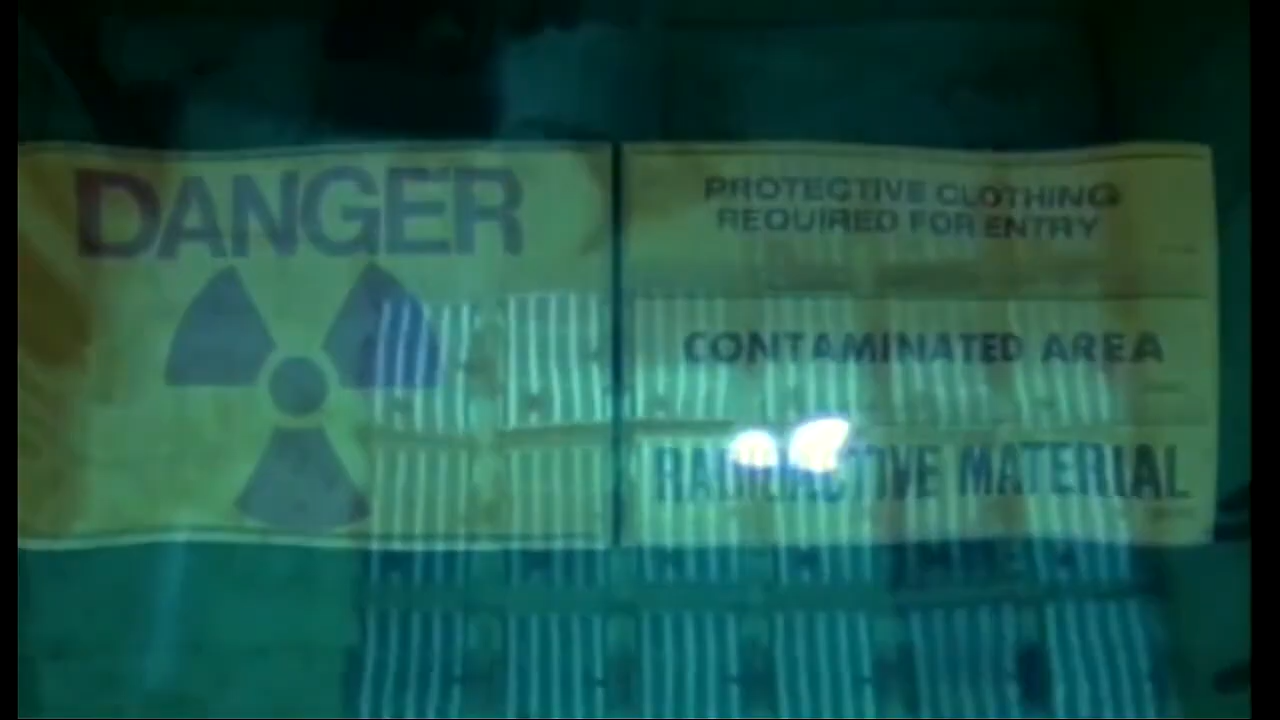 DANGER
PROTECTIVE CLOTHING
REQUIRED FOR ENTRY
CONTAMINATED AREA
RADIOACTIVE MATERIAL